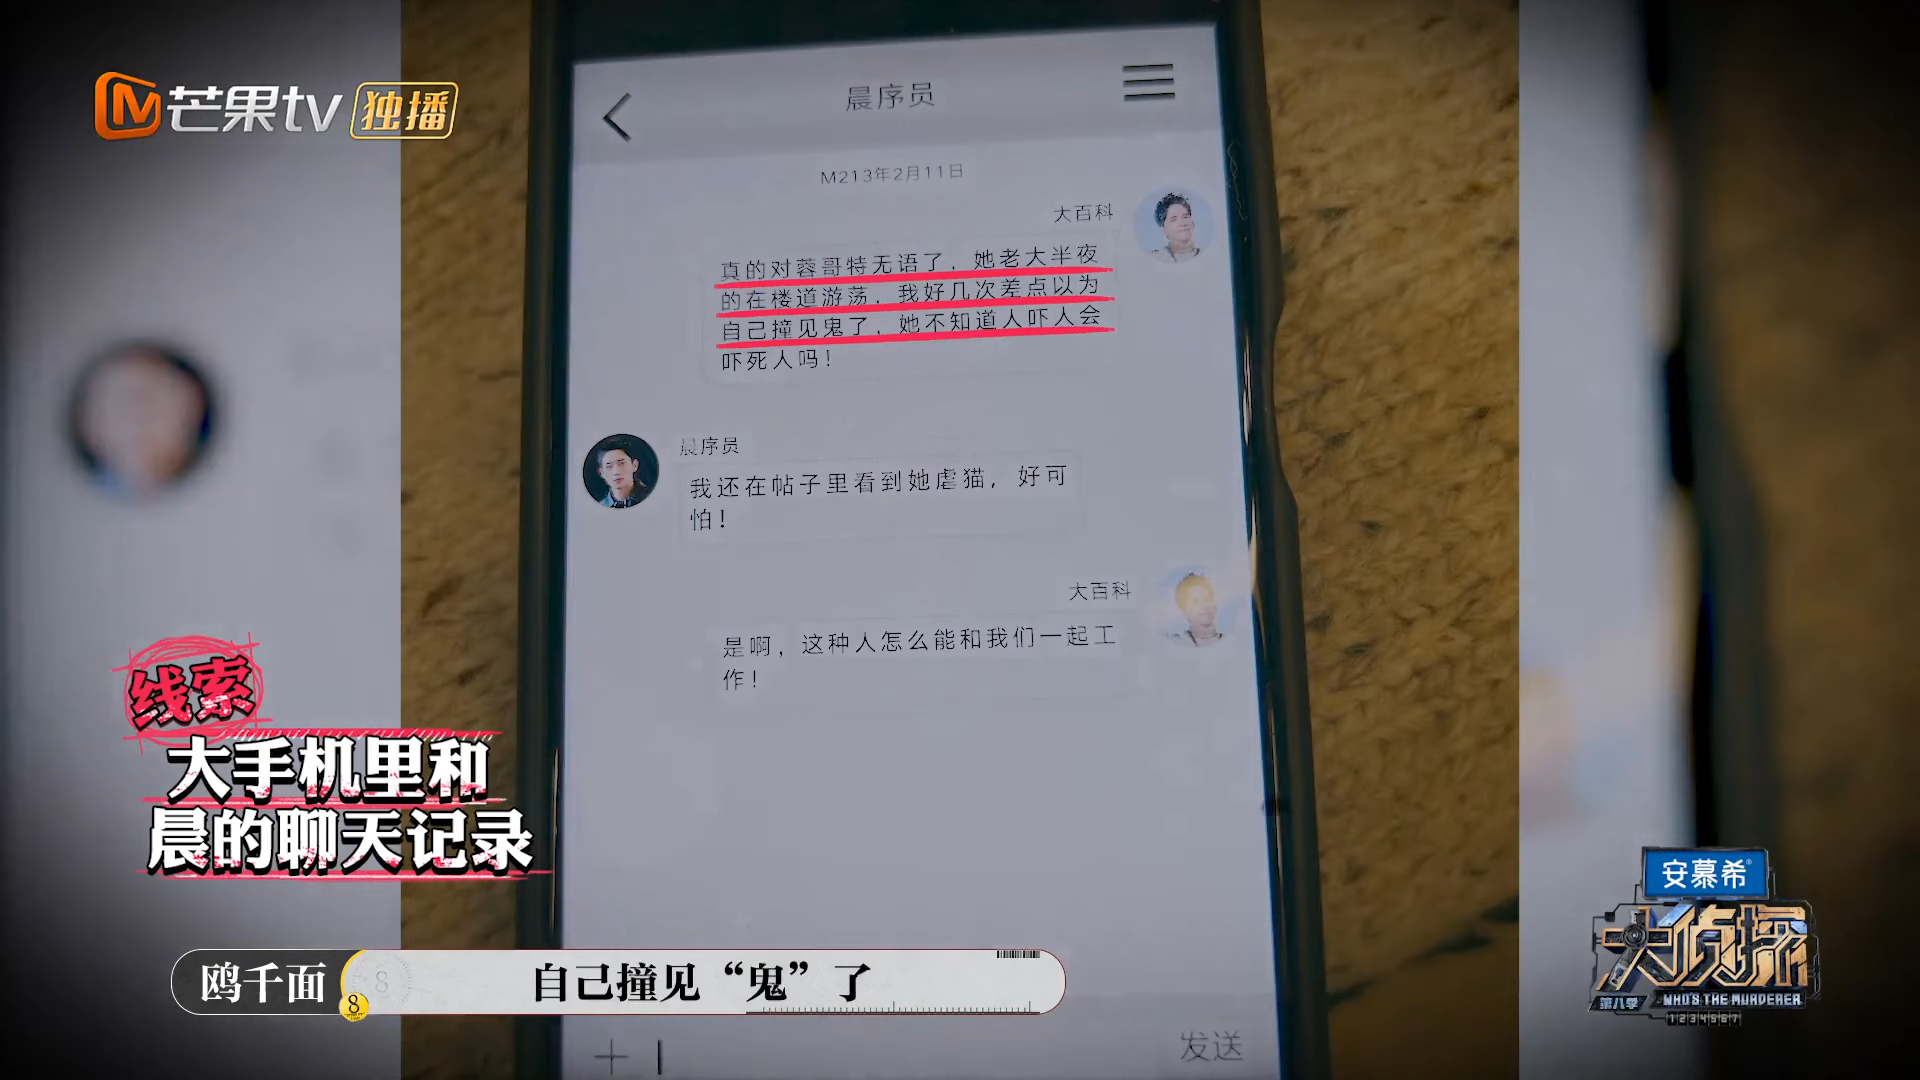 芒果tv 独播
晨序员
M213年2月11日
大百科
真的对蓉哥特无语了，她老大半夜
的在楼道游荡，我好几次差点以为
自己撞见鬼了，她不知道人吓人会
吓死人吗！
晨序员
我还在帖子里看到她虐猫，好可
怕！
大百科
是啊，这种人怎么能和我们一起工
作！
发送
线索
大手机里和
晨的聊天记录
鸥千面
8
8
自己撞见“鬼”了
安慕希
大侦探
第八季 WHO'S THE MURDERER